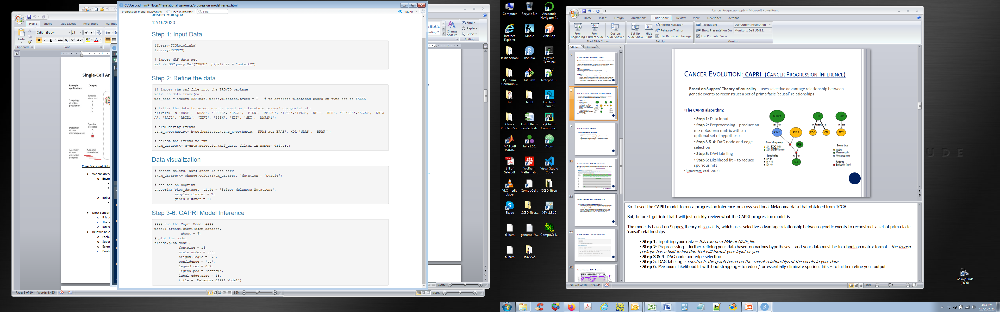 C:/Users/admin/R_Notes/Translational_genomics/progression_model_review.html
progression_model_review.html
Open in Browser
Find
Publish
Jessie Bologna
12/15/2020
Step 1: Input Data
library(TCGAbiolinks)
library(TRONCO)
# Import MAF data set
maf <- GDCquery_Maf("SKCM", pipelines = "mutect2")
Step 2: Refine the data
## import the maf file into the TRONCO package
maf<- as.data.frame(maf)
maf_data = import.MAF(maf, merge.mutation.types = T)  # to seperate mutations based on type set to FALSE
# filter the data to select events based on literature review/ cbioportal etc.
drivers<- c('BRAF', 'NRAS', 'PPP6C', 'RAC1', 'PTEN', 'KMT2C', 'TP53','TP63', 'NF1', 'KDR', 'CDKN2A','AGO2', 'KMT2
A', 'RAC1', 'ARID2', 'TERT', 'PI3K', 'KIT', 'MET', 'MAP2K1')
# exclusivity events
gene_hypothesis<- hypothesis.add(gene_hypothesis, 'NRAS xor BRAF', XOR('NRAS', 'BRAF'))
# select the events to run
skcm_dataset<- events.selection(maf_data, filter.in.names= drivers)
Data visualization
# change colors, dark green is too dark
skcm_dataset<- change.color(skcm_dataset, 'Mutation', 'purple')
# see the on-coprint
oncoprint(skcm_dataset, title = 'Select Melanoma Mutations',
samples.cluster = T,
genes.cluster = T)
Step 3-6: CAPRI Model Inference
#### Run the Capri Model ####
model<-tronco.capri(skcm_dataset,
nboot = 5)
# plot the model
tronco.plot(model,
fontsize = 18,
scale.nodes = .55,
height.logic = 0.5,
confidence = 'tp',
legend.cex = 0.7,
legend.pos = 'bottom',
label.edge.size = 16,
title = 'Melanoma CAPRI Model')
Home
Insert
Page Layout
References
Mailings
Paste
Calibri (Body)
14
Clipboard
Font
Single-Cell An
Example
applications
Output
Species
detected
A
B
C
D
Sampling
of entire
population
Species
detected
A
B
E
Detection
of rare
microorganisms
Assembly
of new
microbial
genomes
Genome
assemblies
Cross Sectional Data
We can do tw
Ense
Indivi
Most cancer
It is c
there
Infer
Below is an e
Each
Sepa
Ea en
Boole
Page: 8 of 10
Words: 1,483
82%
100%
100%
Find
Replace
Select
Change
Styles
Editing
Computer
Recycle Bin
Anaconda
Navigator (...
Internet
Explorer
Kindle
AnkiApp
Jessie School
RStudio
Cygwin
Terminal
PyCharm
Communi...
Git Bash
Notepad++
I-9
NCBI
Logitech
Camer...
Class -
Problem So...
List of Items
needed.ods
PyCharm
Communi...
MATLAB
R2020a
Julia 1.5.1
Atom
Bill of
Sale.pdf
Wolfram
Mathemati...
Visual Studio
Code
VLC media
player
CompuCel...
CC3D_fibers
Skype
CC3D_fiber...
IGV_2.8.10
t1.bam
genome_Je...
CompuCel...
t2.bam
seaview5
Cancer Progression.pptx - Microsoft PowerPoint
Home
Insert
Design
Animations
Slide Show
Review
View
Developer
Acrobat
From
Beginning
From
Current Slide
Custom
Slide Show
Start Slide Show
Set Up
Slide Show
Hide
Slide
Record Narration
Rehearse Timings
Use Rehearsed Timings
Set Up
Resolution:
Use Current Resolution
Show Presentation On:
Monitor 1 Dell U2412...
Use Presenter View
Monitors
Slides
Outline
7
8
9
10
11
12
13
CANCER EVOLUTION: CAPRI (CANCER PROGRESSION INFERENCE)
Based on Suppes' Theory of causality – uses selective advantage relationship between
genetic events to reconstruct a set of prima facie 'causal' relationships
•The CAPRI algorithm:
• Step 1: Data input
• Step 2: Preprocessing – produce an
m x n Boolean matrix with an
optional set of hypotheses
• Step 3 & 4: DAG node and edge
selection
• Step 5: DAG labeling
• Step 6: Likelihood fit – to reduce
spurious hits
•(Ramazzotti, et al., 2015)
SETBP1
TET2
EZH2
ASXL1
ASXL1
EZH2
CBL
TET2
CBL
Events frequency
2% EZH2 (min)
22% SETBP1 (max)
Sample size
n = 64
m = 16
|G| = 9
Events type
Ins/Del
Missense point
Nonsense point
Patterns
Exclusivity (hard)
So I used the CAPRI model to run a progression inference on cross-sectional Melanoma data that obtained from TCGA –
But, before I get into that I will just quickly review what the CAPRI progression model is
The model is based on Suppes theory of causaility, which uses selective advantage relationship between genetic events to reconstruct a set of prima facie
'causal' relationships
• Step 1: Inputting your data – this can be a MAF of Gistic file
• Step 2: Preprocessing – further refining your data based on various hypotheses – and your data must be in a boolean matrix format - the tronco
package has a built in function that will format your input or you.
• Step 3 & 4: DAG node and edge selection
• Step 5: DAG labeling - constructs the graph based on the causal relationships of the events in your data
• Step 6: Maximum Likelihood fit with bootstrapping – to reduce/ or essentially eliminate spurious hits – to further refine your output
Slide 8 of 18
"Oriel"
79%
U D E
Galaxy Buds
(E606)
48 49
4:44 PM
12/21/2020